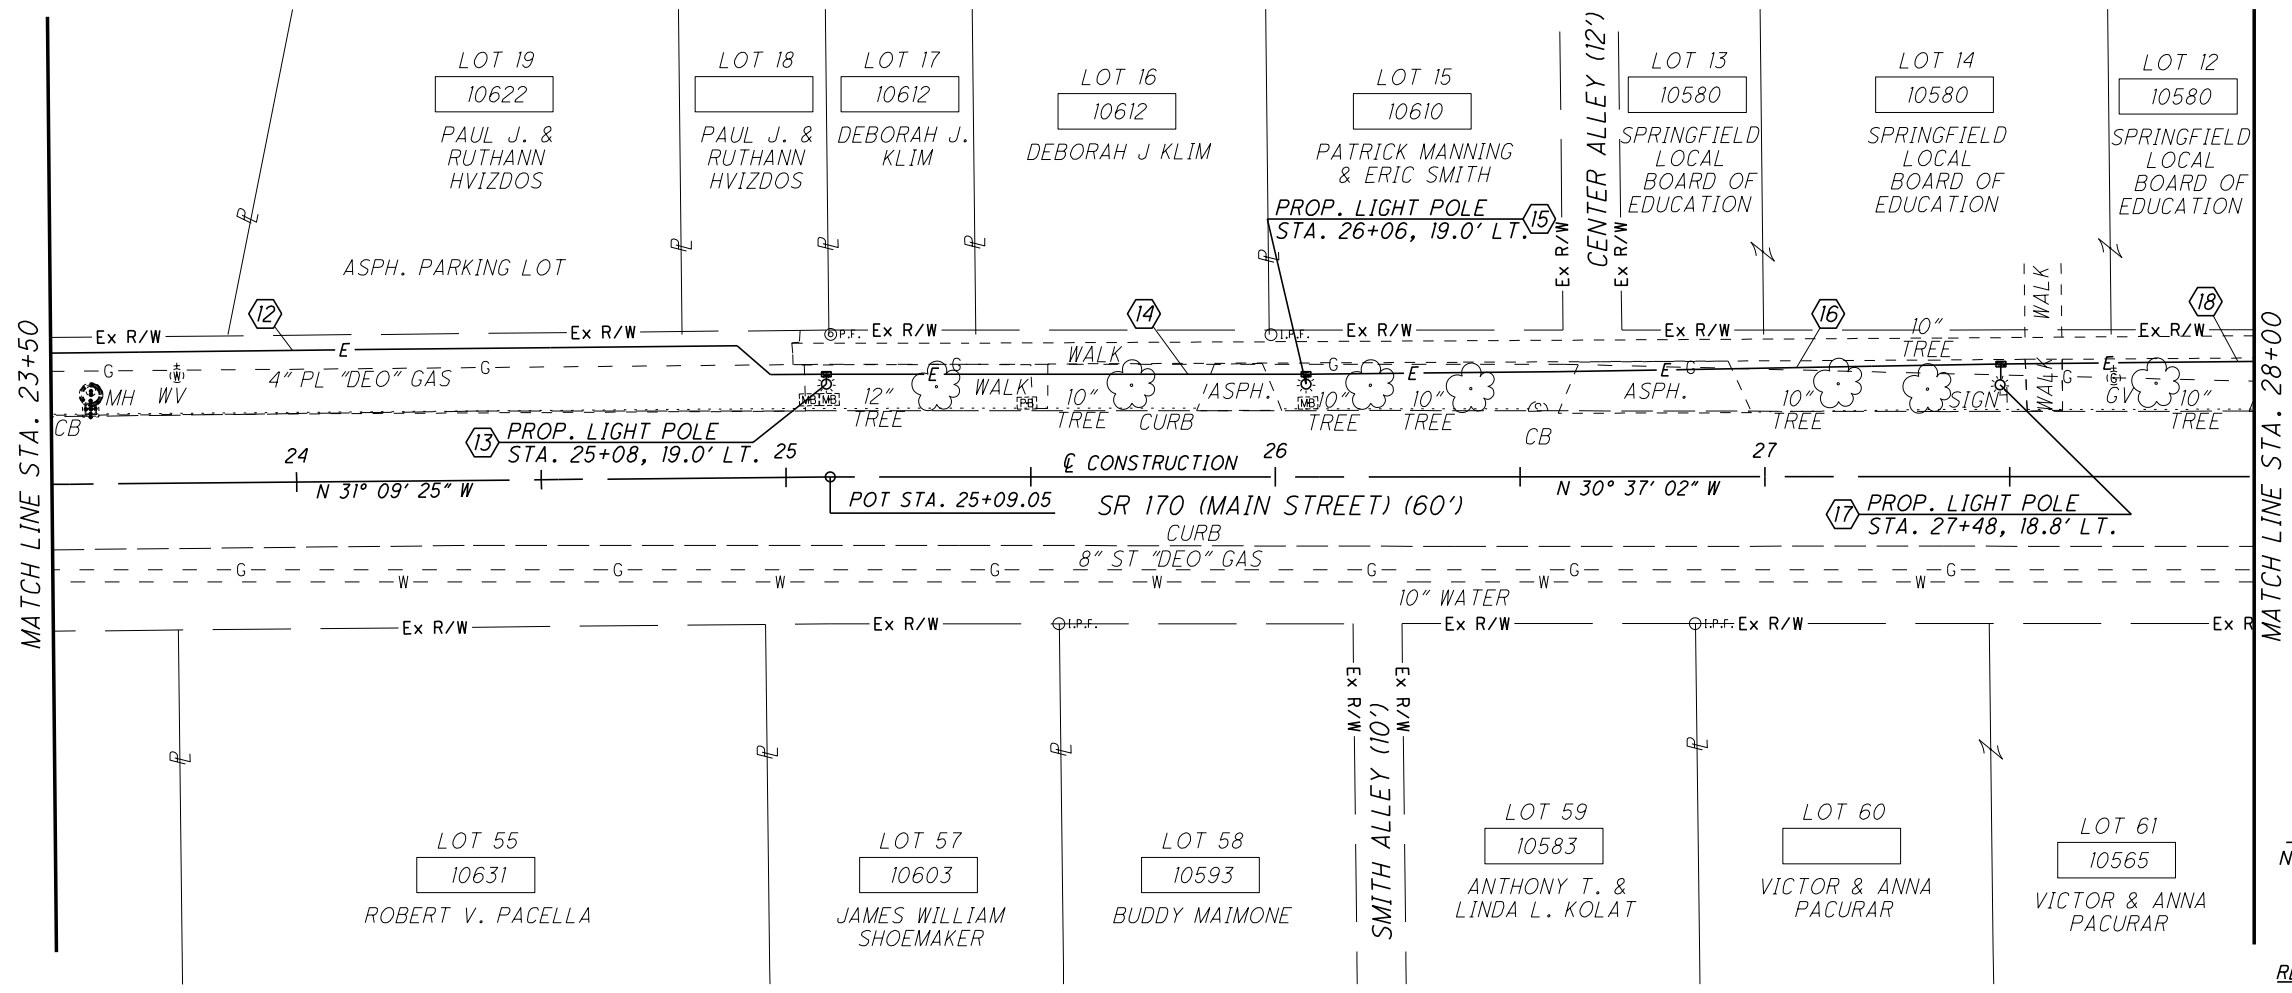 MATCH LINE STA. 23+50
LOT 19
10622
PAUL J. &
RUTHANN
HVIZDOS
LOT 18
PAUL J. &
RUTHANN
HVIZDOS
LOT 17
10612
DEBORAH J.
KLIM
LOT 16
10612
DEBORAH J KLIM
LOT 15
10610
PATRICK MANNING
& ERIC SMITH
CENTER ALLEY (12')
LOT 13
10580
SPRINGFIELD
LOCAL
BOARD OF
EDUCATION
LOT 14
10580
SPRINGFIELD
LOCAL
BOARD OF
EDUCATION
LOT 12
10580
SPRINGFIELD
LOCAL
BOARD OF
EDUCATION
PROP. LIGHT POLE
STA. 26+06, 19.0' LT.
15
Ex R/W
Ex R/W
ASPH. PARKING LOT
12
14
16
18
Ex R/W
Ex R/W
P.F.
Ex R/W
I.P.F.
Ex R/W
Ex R/W
Ex R/W
WALK
10"
TREE
E
WALK
G
G
4" PL "DEO" GAS
G
G
E
G
E
G
E
E
MH
WV
CB
MB
MB
12"
TREE
WALK
PB
10"
TREE
CURB
ASPH.
MB
10"
TREE
10"
TREE
CB
ASPH.
10"
TREE
SIGN
WALK
G
GV
10"
TREE
13
PROP. LIGHT POLE
STA. 25+08, 19.0' LT.
24
25
26
27
N 31° 09' 25" W
℄ CONSTRUCTION
N 30° 37' 02" W
POT STA. 25+09.05
SR 170 (MAIN STREET) (60')
17
PROP. LIGHT POLE
STA. 27+48, 18.8' LT.
CURB
8" ST "DEO" GAS
G
G
G
G
G
G
W
W
W
W
W
10" WATER
Ex R/W
Ex R/W
I.P.F.
Ex R/W
I.P.F.
Ex R/W
Ex R
Ex R/W
Ex R/W
SMITH ALLEY (10')
LOT 55
10631
ROBERT V. PACELLA
LOT 57
10603
JAMES WILLIAM
SHOEMAKER
LOT 58
10593
BUDDY MAIMONE
LOT 59
10583
ANTHONY T. &
LINDA L. KOLAT
LOT 60
VICTOR & ANNA
PACURAR
LOT 61
10565
VICTOR & ANNA
PACURAR
MATCH LINE STA. 28+00
N